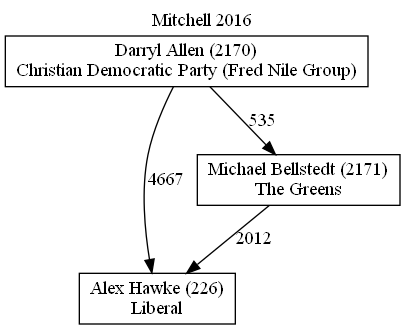 Mitchell 2016
Darryl Allen (2170)
Christian Democratic Party (Fred Nile Group)
535
4667
Michael Bellstedt (2171)
The Greens
2012
Alex Hawke (226)
Liberal